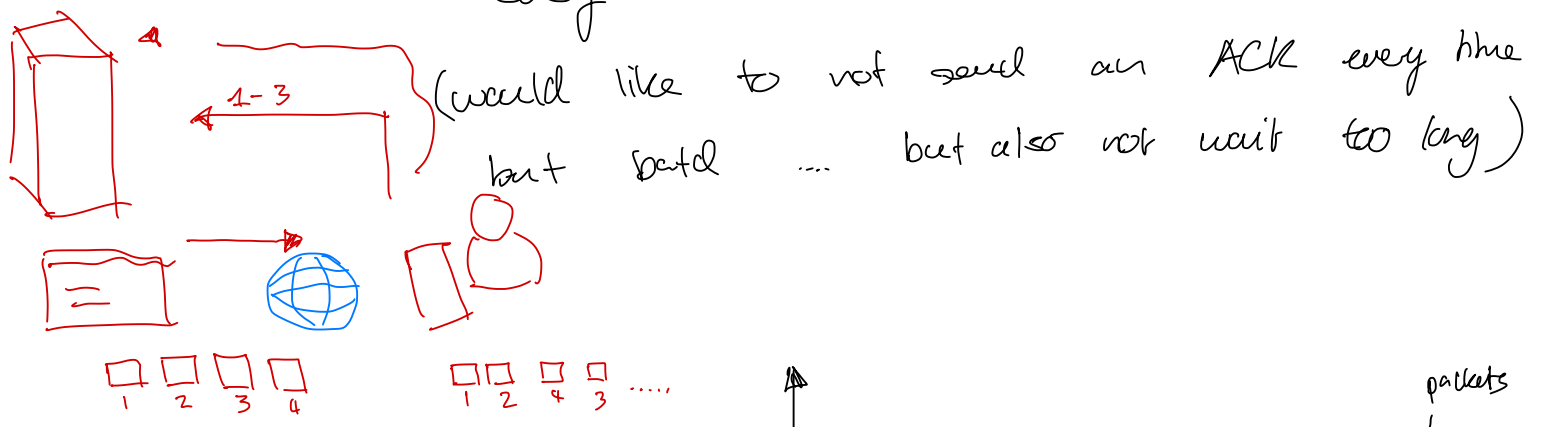 (would like to not send an ACK every time
1-3
but batch .... but also not wait too long)
1 2 3 4
1 2 4 3 .....
packets